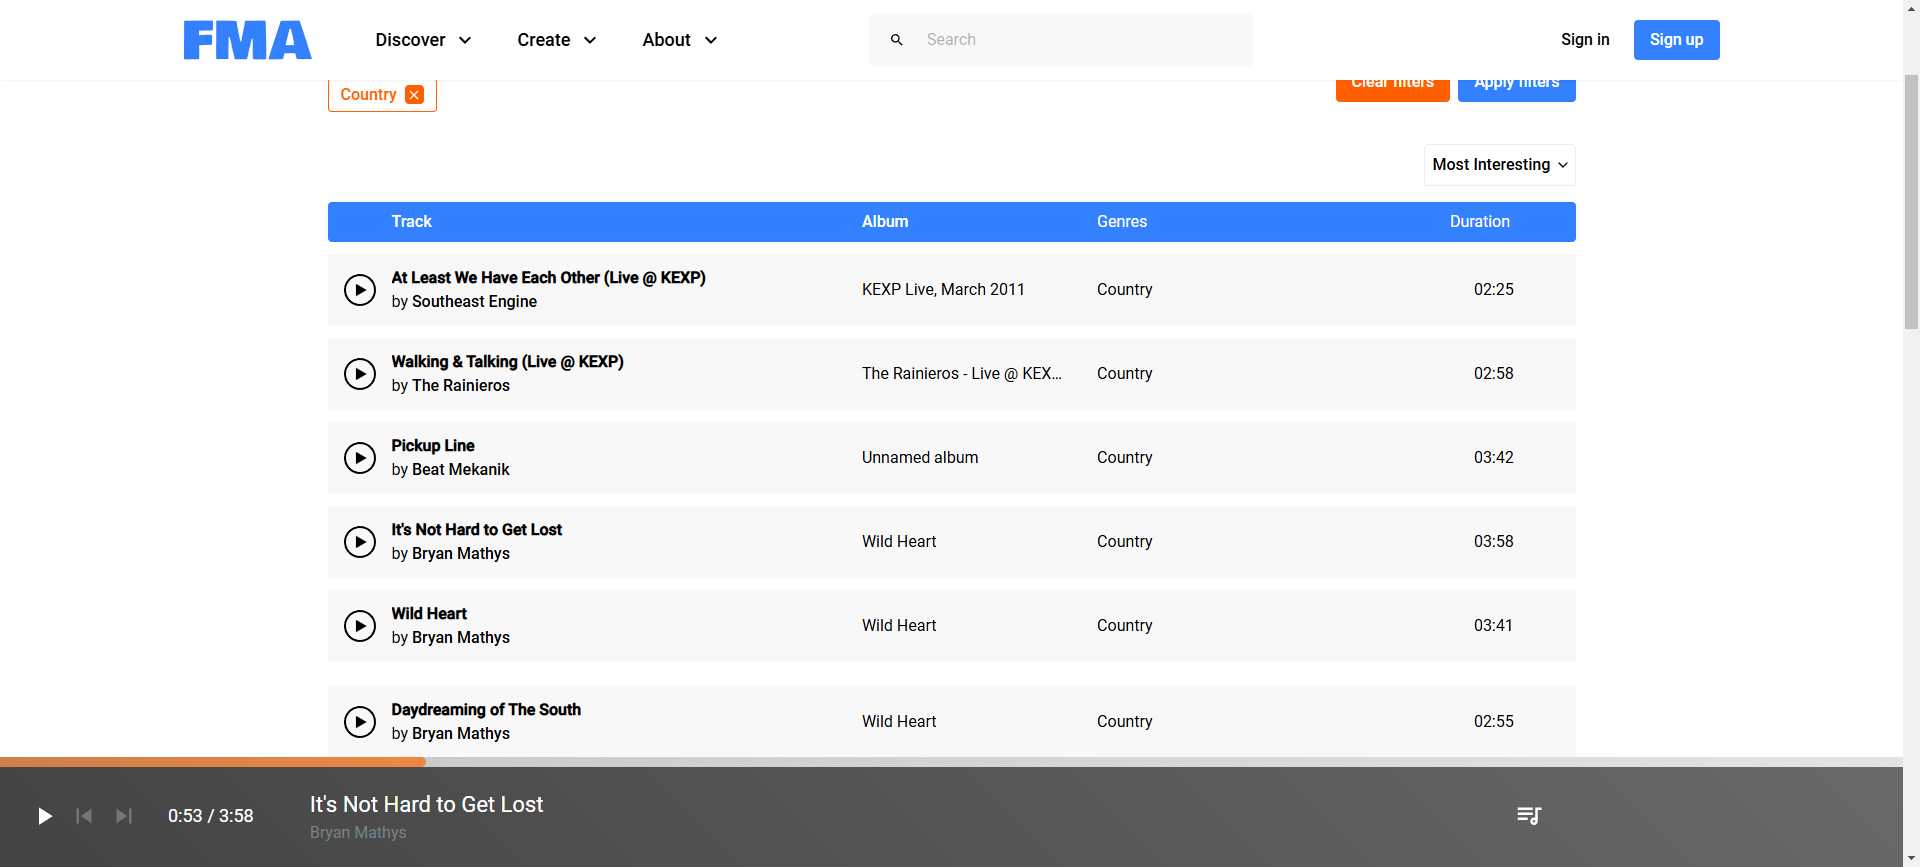 FMA
Discover
Create
About
Search
Sign in
Sign up
Country
Clear filters
Apply filters
Most Interesting
Track Album Genres Duration
At Least We Have Each Other (Live @ KEXP)
by Southeast Engine
KEXP Live, March 2011
Country
02:25
Walking & Talking (Live @ KEXP)
by The Rainieros
The Rainieros - Live @ KEX...
Country
02:58
Pickup Line
by Beat Mekanik
Unnamed album
Country
03:42
It's Not Hard to Get Lost
by Bryan Mathys
Wild Heart
Country
03:58
Wild Heart
by Bryan Mathys
Wild Heart
Country
03:41
Daydreaming of The South
by Bryan Mathys
Wild Heart
Country
02:55
0:53 / 3:58
It's Not Hard to Get Lost
Bryan Mathys